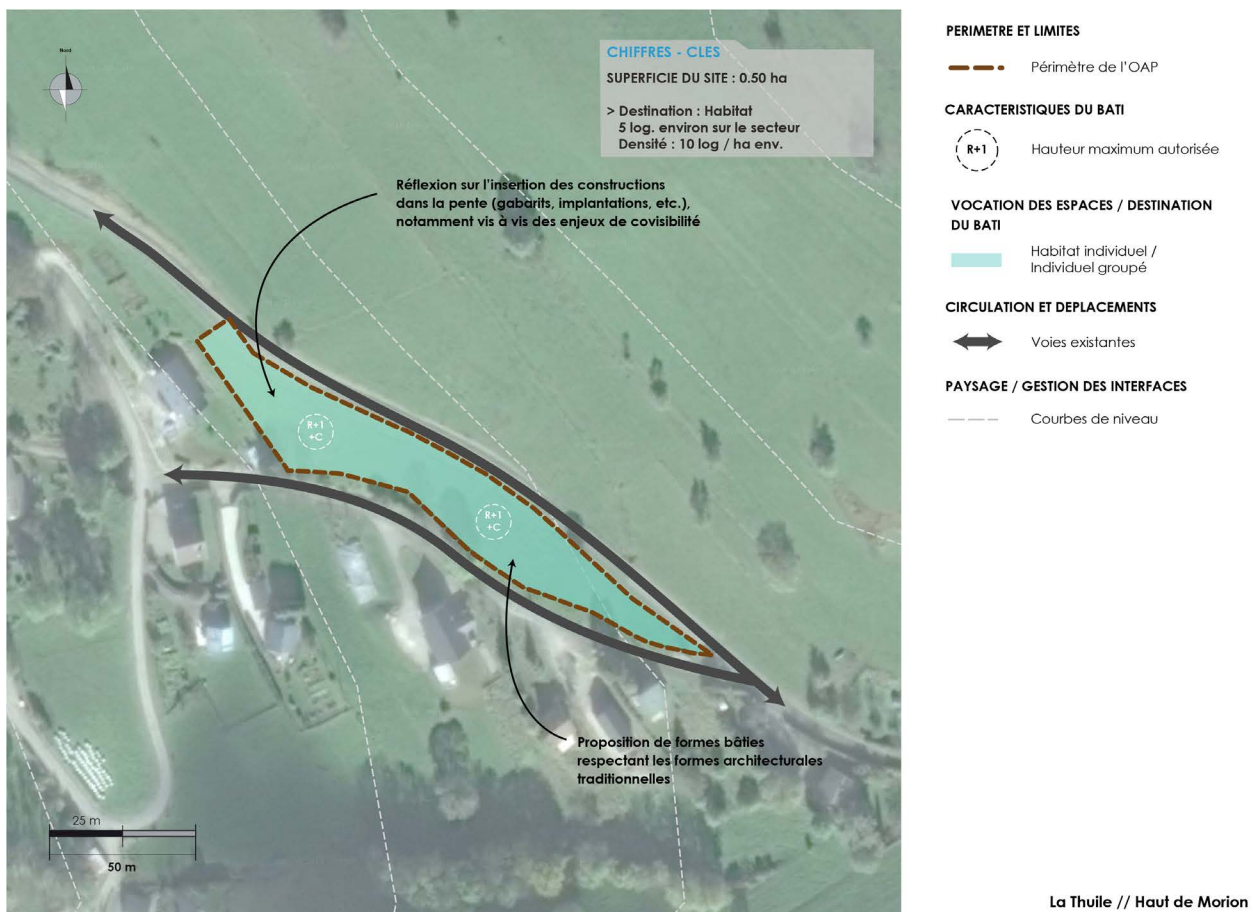 Nord
CHIFFRES - CLES
SUPERFICIE DU SITE : 0.50 ha
> Destination : Habitat
5 log. environ sur le secteur
Densité : 10 log / ha env.
Réflexion sur l'insertion des constructions
dans la pente (gabarits, implantations, etc.),
notamment vis à vis des enjeux de covisibilité
R+1
+C
R+1
+C
Proposition de formes bâties
respectant les formes architecturales
traditionnelles
25 m
50 m
PERIMETRE ET LIMITES
Périmètre de l'OAP
CARACTERISTIQUES DU BATI
R+1
Hauteur maximum autorisée
VOCATION DES ESPACES / DESTINATION
DU BATI
Habitat individuel /
Individuel groupé
CIRCULATION ET DEPLACEMENTS
Voies existantes
PAYSAGE / GESTION DES INTERFACES
Courbes de niveau
La Thuile // Haut de Morion